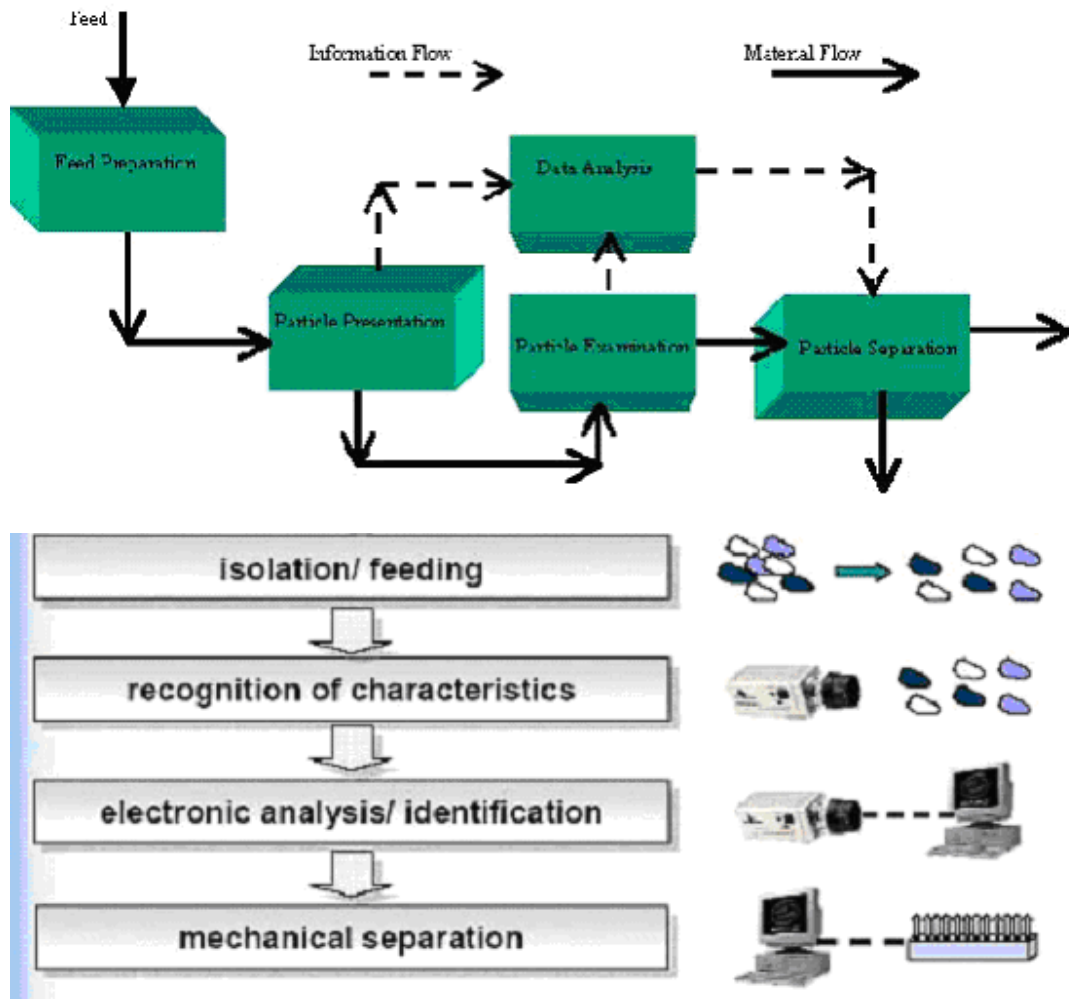 Feed
Information Flow
Material Flow
Feed Preparation
Data Analysis
Particle Presentation
Particle Examination
Particle Separation
isolation/ feeding
recognition of characteristics
electronic analysis/ identification
mechanical separation